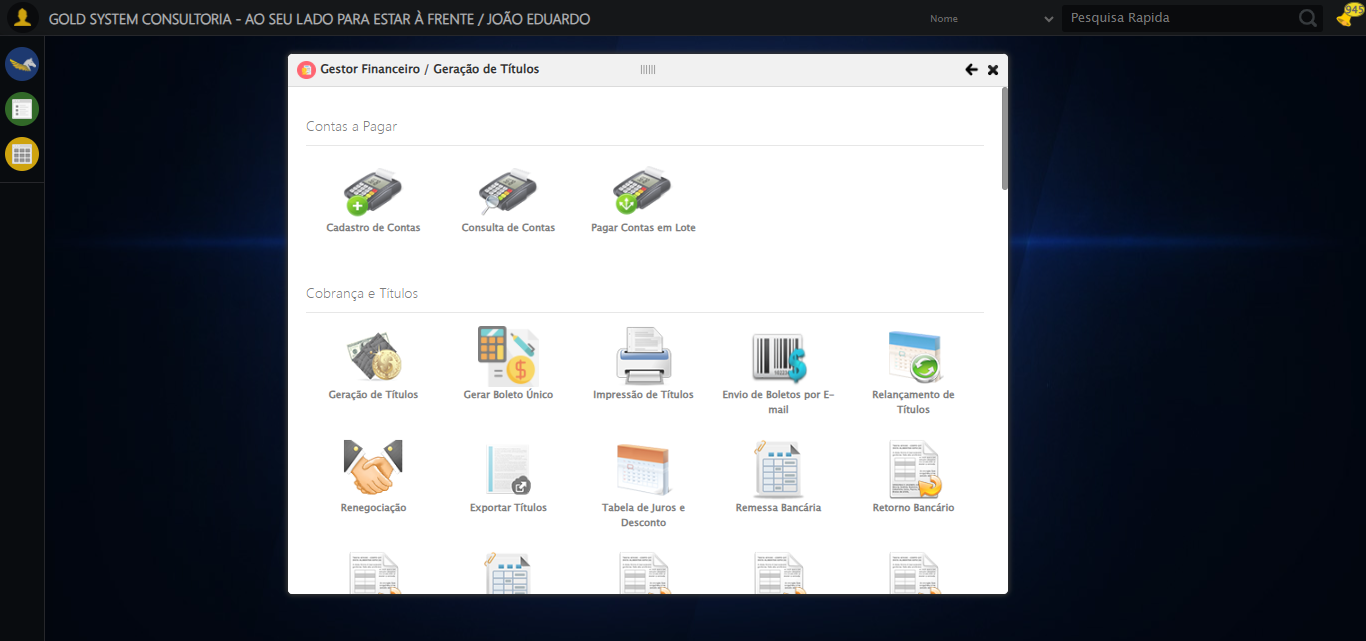 GOLD SYSTEM CONSULTORIA - AO SEU LADO PARA ESTAR À FRENTE / JOÃO EDUARDO
Nome
Pesquisa Rapida
945
Gestor Financeiro / Geração de Títulos
Contas a Pagar
Cadastro de Contas
Consulta de Contas
Pagar Contas em Lote
Cobrança e Titulos
Geração de Títulos
Gerar Boleto Único
Impressão de Títulos
Envio de Boletos por E-
mail
Relançamento de
Títulos
Renegociação
Exportar Títulos
Tabela de Juros e
Desconto
Remessa Bancária
Retorno Bancário